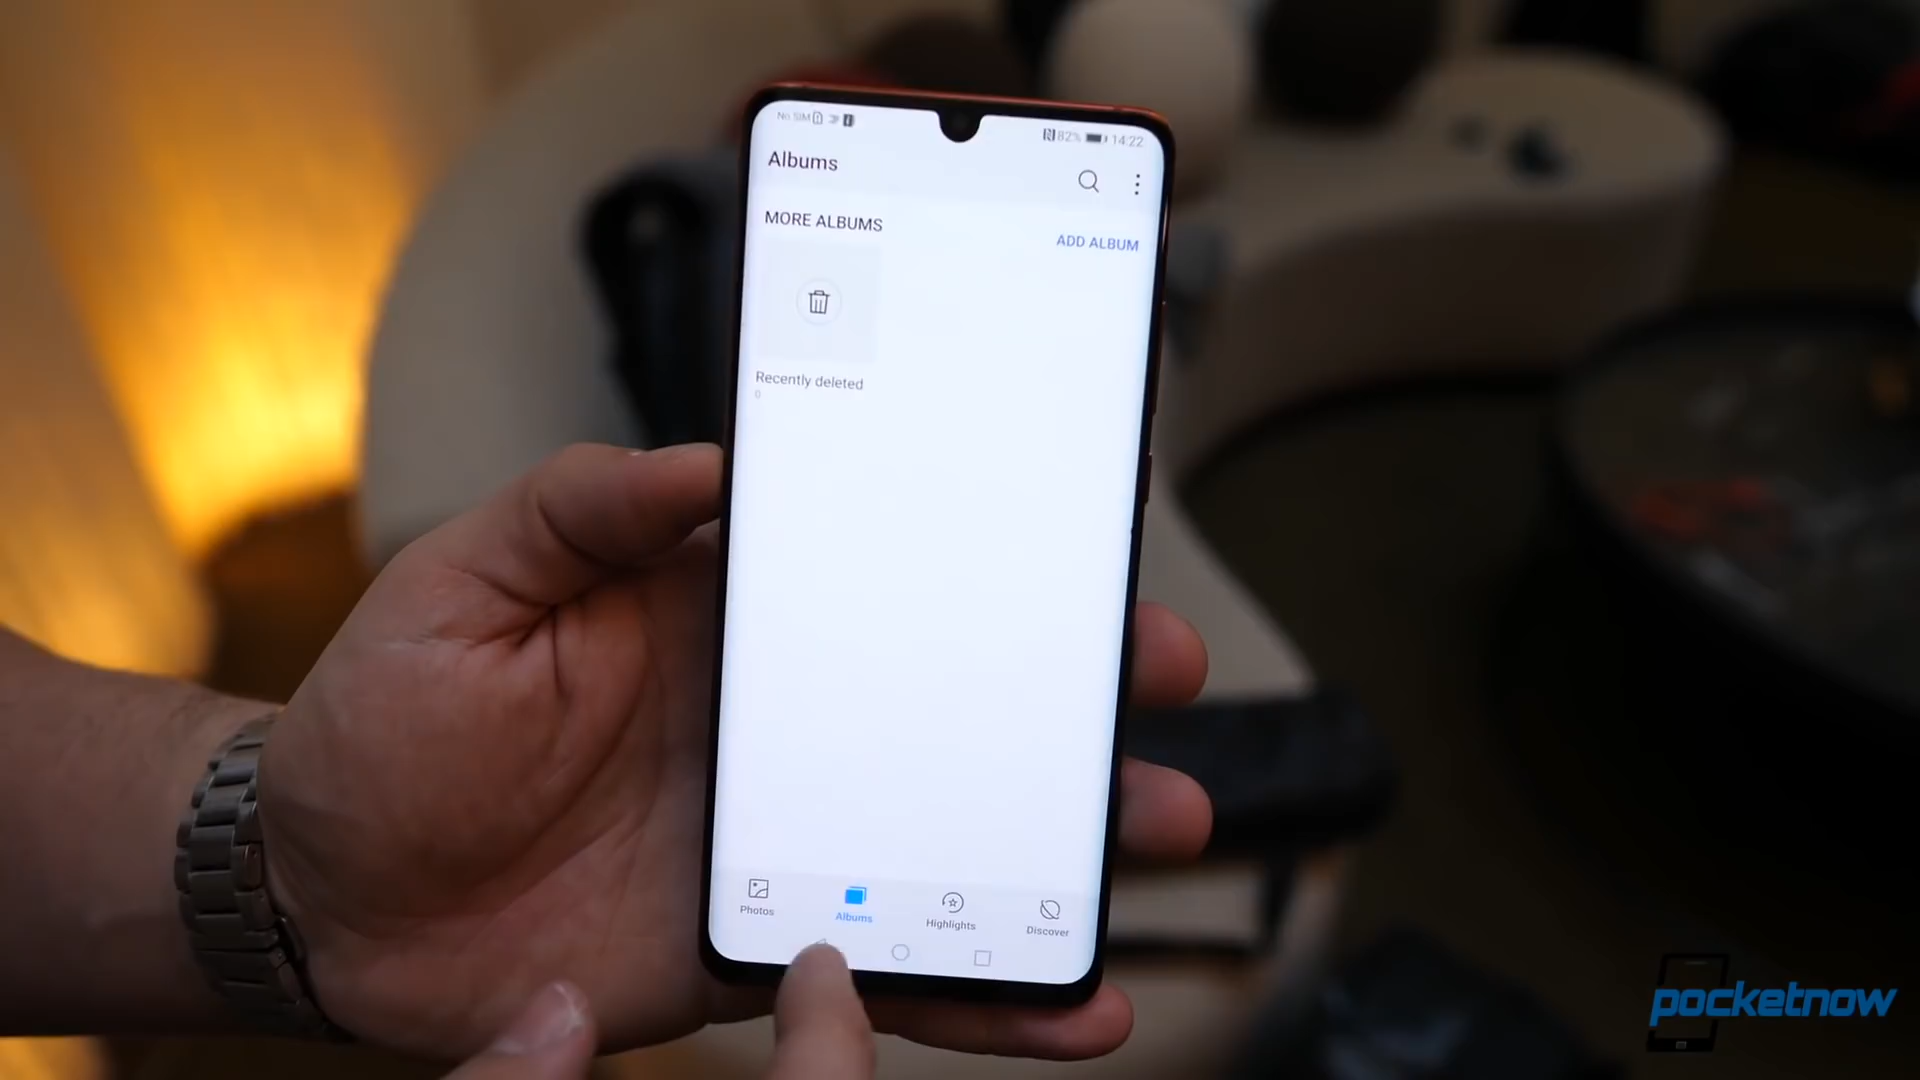 No SIM
82% 14:22
Albums
MORE ALBUMS
ADD ALBUM
Recently deleted
0
Photos
Albums
Highlights
Discover
pocketnow